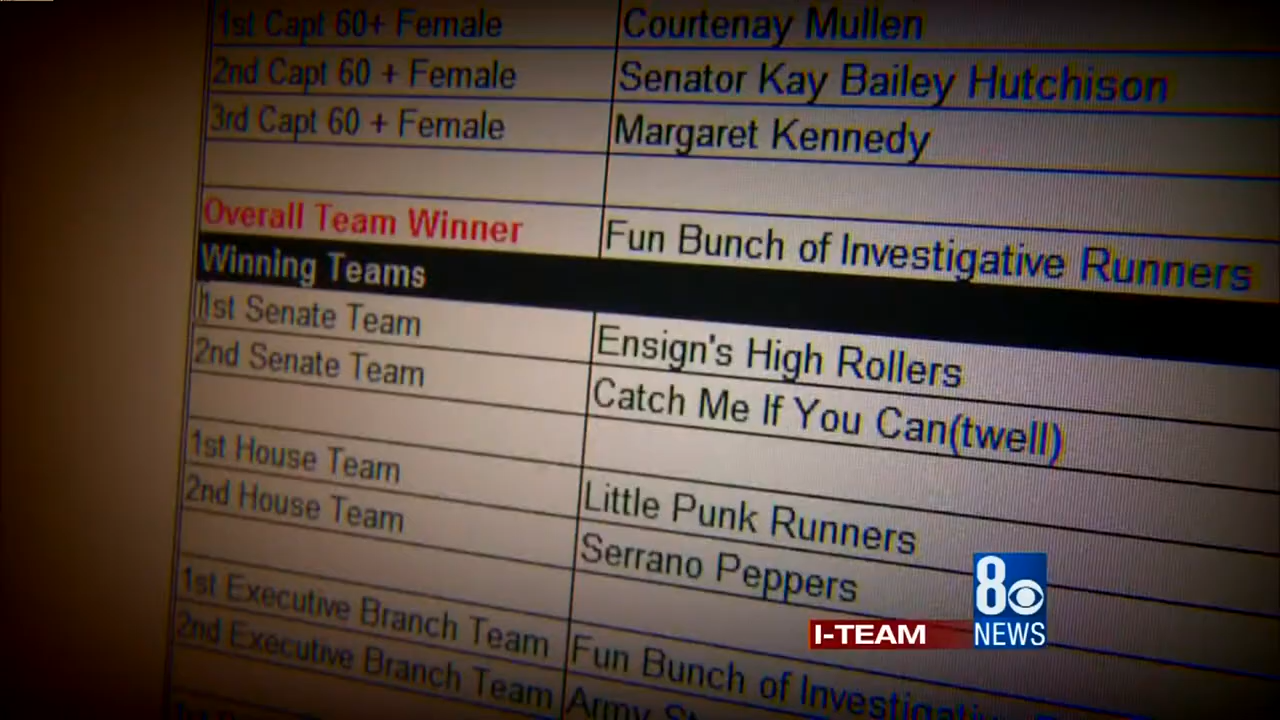 1st Capt 60+ Female Courtenay Mullen
2nd Capt 60 + Female Senator Kay Bailey Hutchison
3rd Capt 60 + Female Margaret Kennedy
Overall Team Winner Fun Bunch of Investigative Runners
Winning Teams
1st Senate Team Ensign's High Rollers
2nd Senate Team Catch Me If You Can(twell)
1st House Team Little Punk Runners
2nd House Team Serrano Peppers
1st Executive Branch Team Fun Bunch of Investigative
2nd Executive Branch Team Army
I-TEAM
8 NEWS